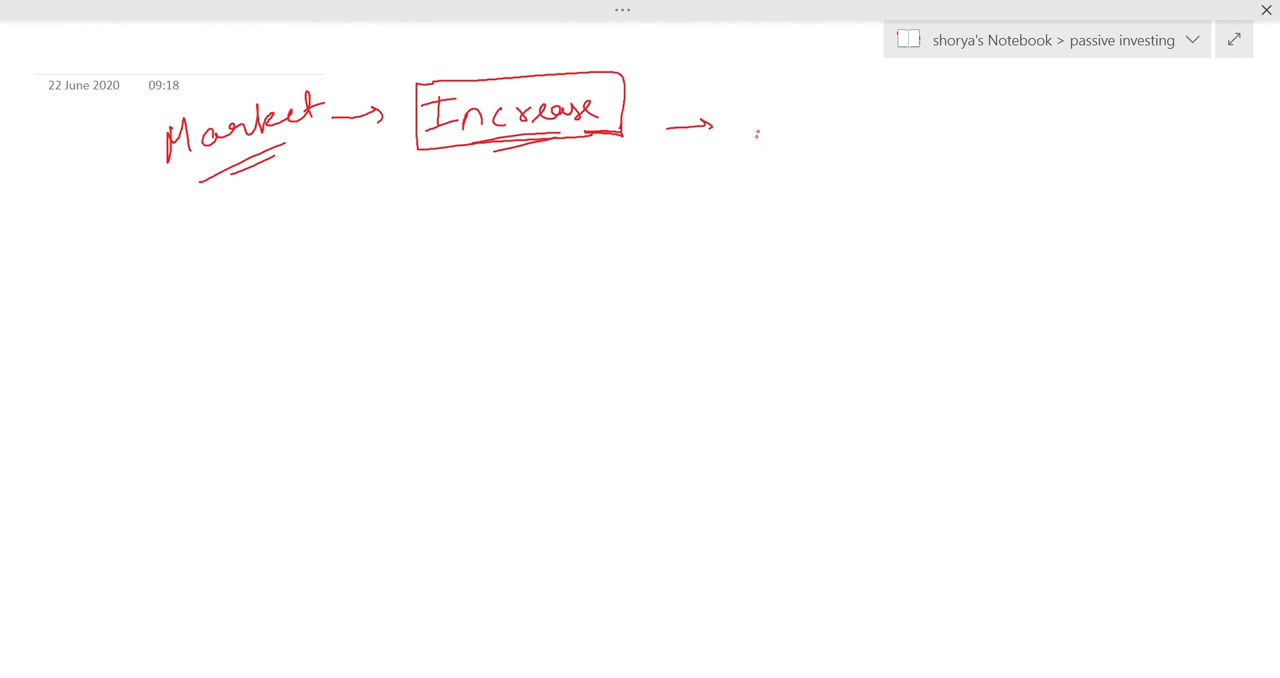 shorya's Notebook > passive investing
22 June 2020 09:18
Market → Increase →